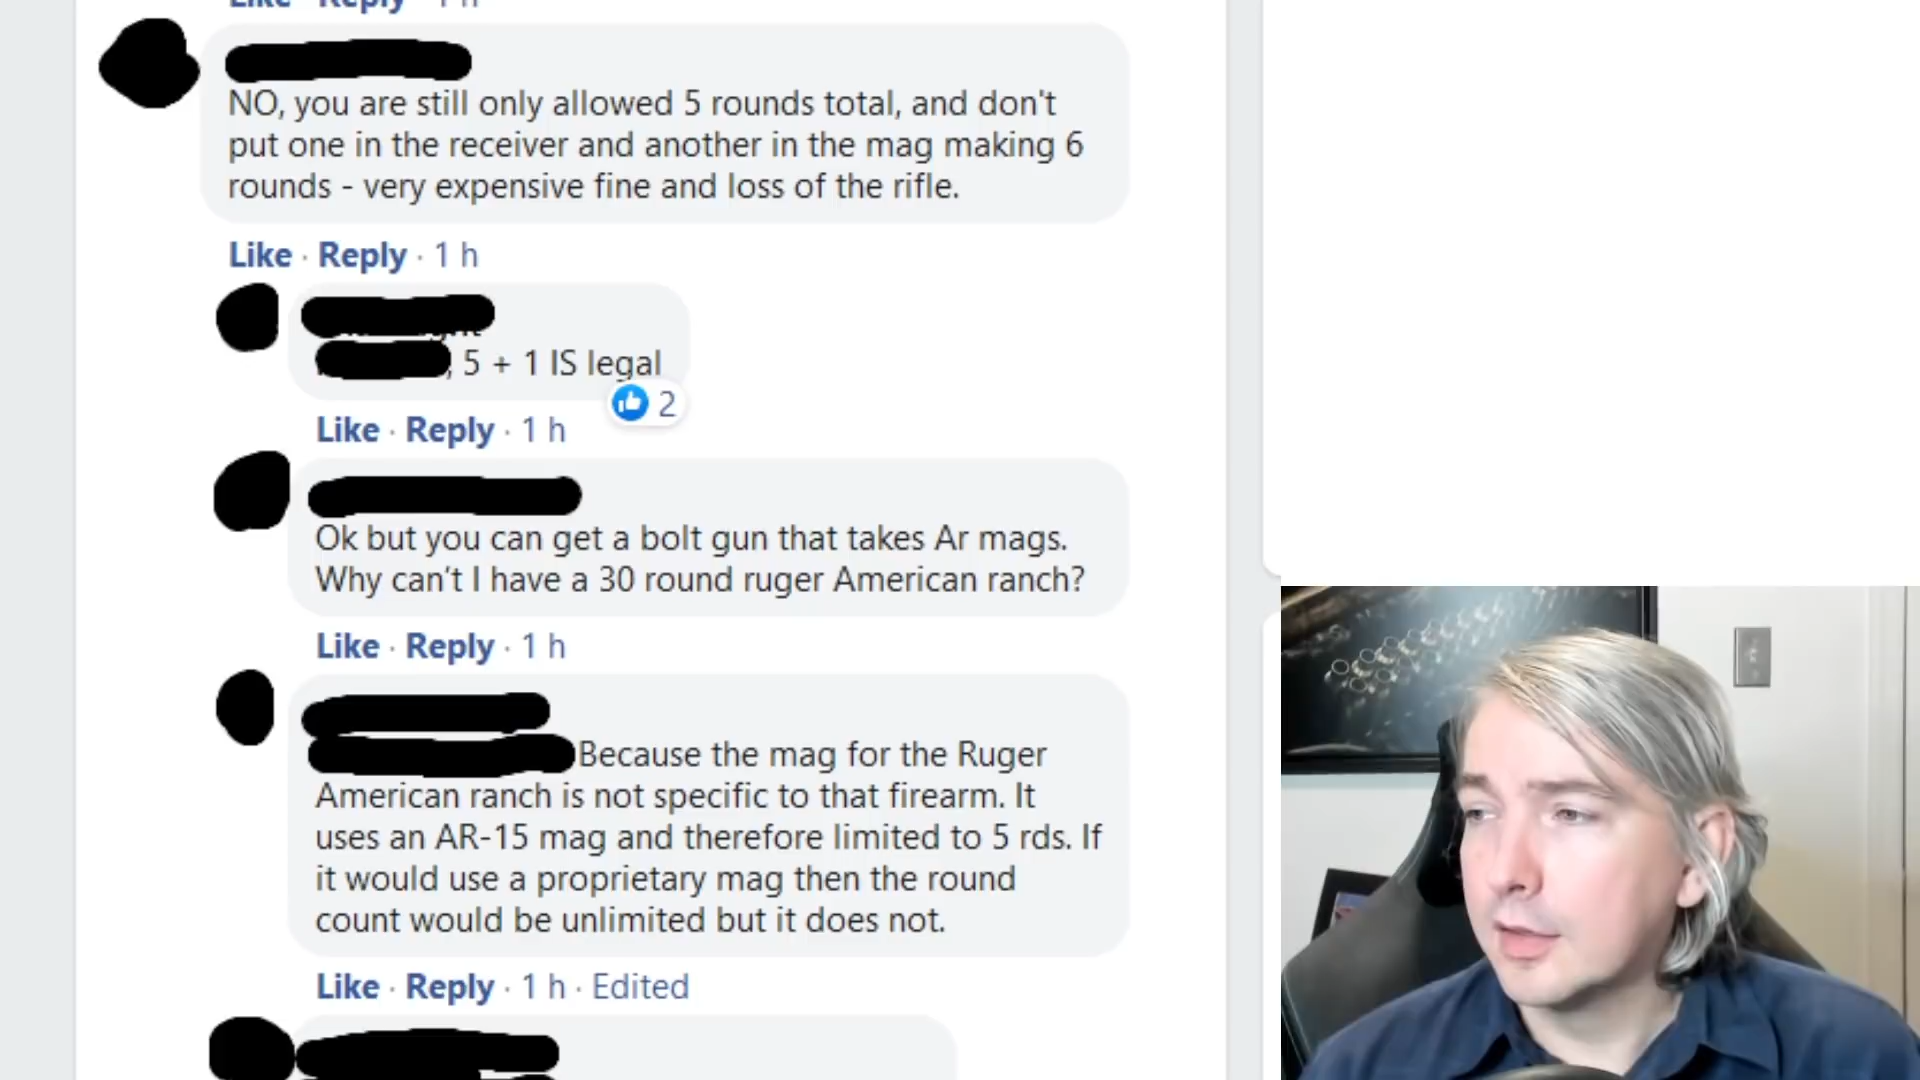 Like Reply 1 h
NO, you are still only allowed 5 rounds total, and don't
put one in the receiver and another in the mag making 6
rounds - very expensive fine and loss of the rifle.
Like · Reply · 1 h
, 5 + 1 IS legal
2
Like · Reply · 1 h
Ok but you can get a bolt gun that takes Ar mags.
Why can't I have a 30 round ruger American ranch?
Like · Reply · 1 h
Because the mag for the Ruger
American ranch is not specific to that firearm. It
uses an AR-15 mag and therefore limited to 5 rds. If
it would use a proprietary mag then the round
count would be unlimited but it does not.
Like · Reply · 1 h · Edited